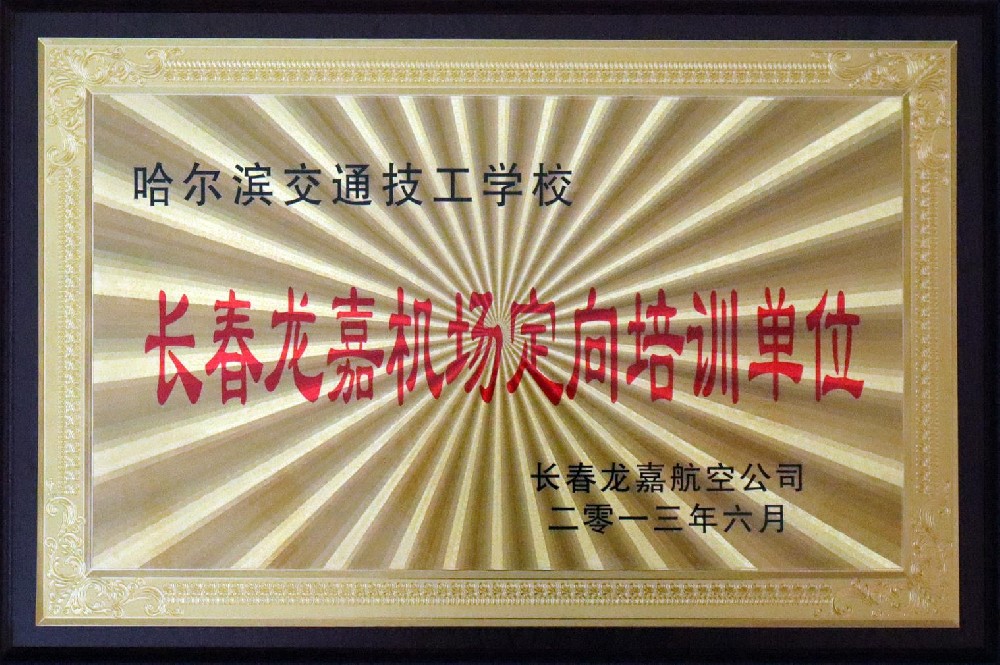 哈尔滨交通技工学校
长春龙嘉机场定向培训单位
长春龙嘉航空公司
二零一三年六月